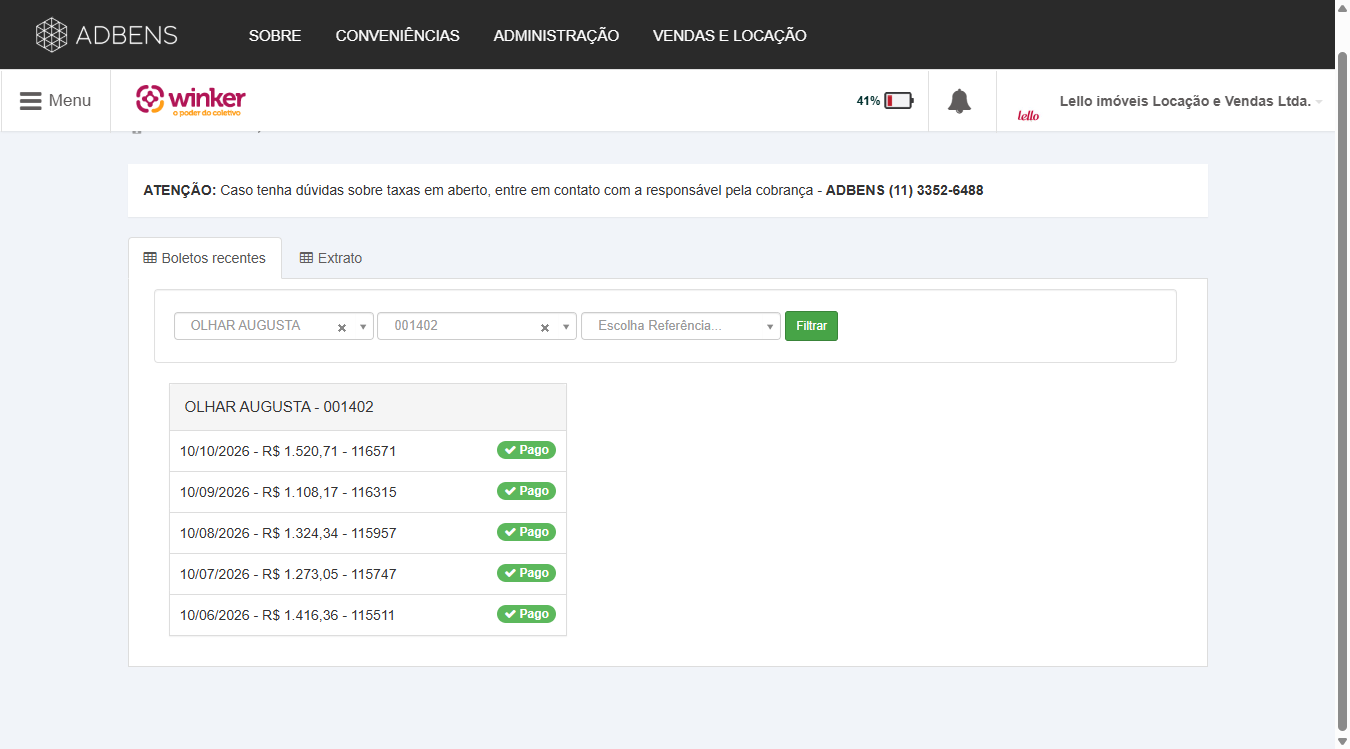 ADBENS SOBRE CONVENIÊNCIAS ADMINISTRAÇÃO VENDAS E LOCAÇÃO
Menu winker 41% Lello imóveis Locação e Vendas Ltda.
o poder do coletivo lello
ATENÇÃO: Caso tenha dúvidas sobre taxas em aberto, entre em contato com a responsável pela cobrança - ADBENS (11) 3352-6488
Boletos recentes Extrato
OLHAR AUGUSTA x 001402 x Escolha Referência... Filtrar
OLHAR AUGUSTA - 001402
10/10/2026 - R$ 1.520,71 - 116571 Pago
10/09/2026 - R$ 1.108,17 - 116315 Pago
10/08/2026 - R$ 1.324,34 - 115957 Pago
10/07/2026 - R$ 1.273,05 - 115747 Pago
10/06/2026 - R$ 1.416,36 - 115511 Pago